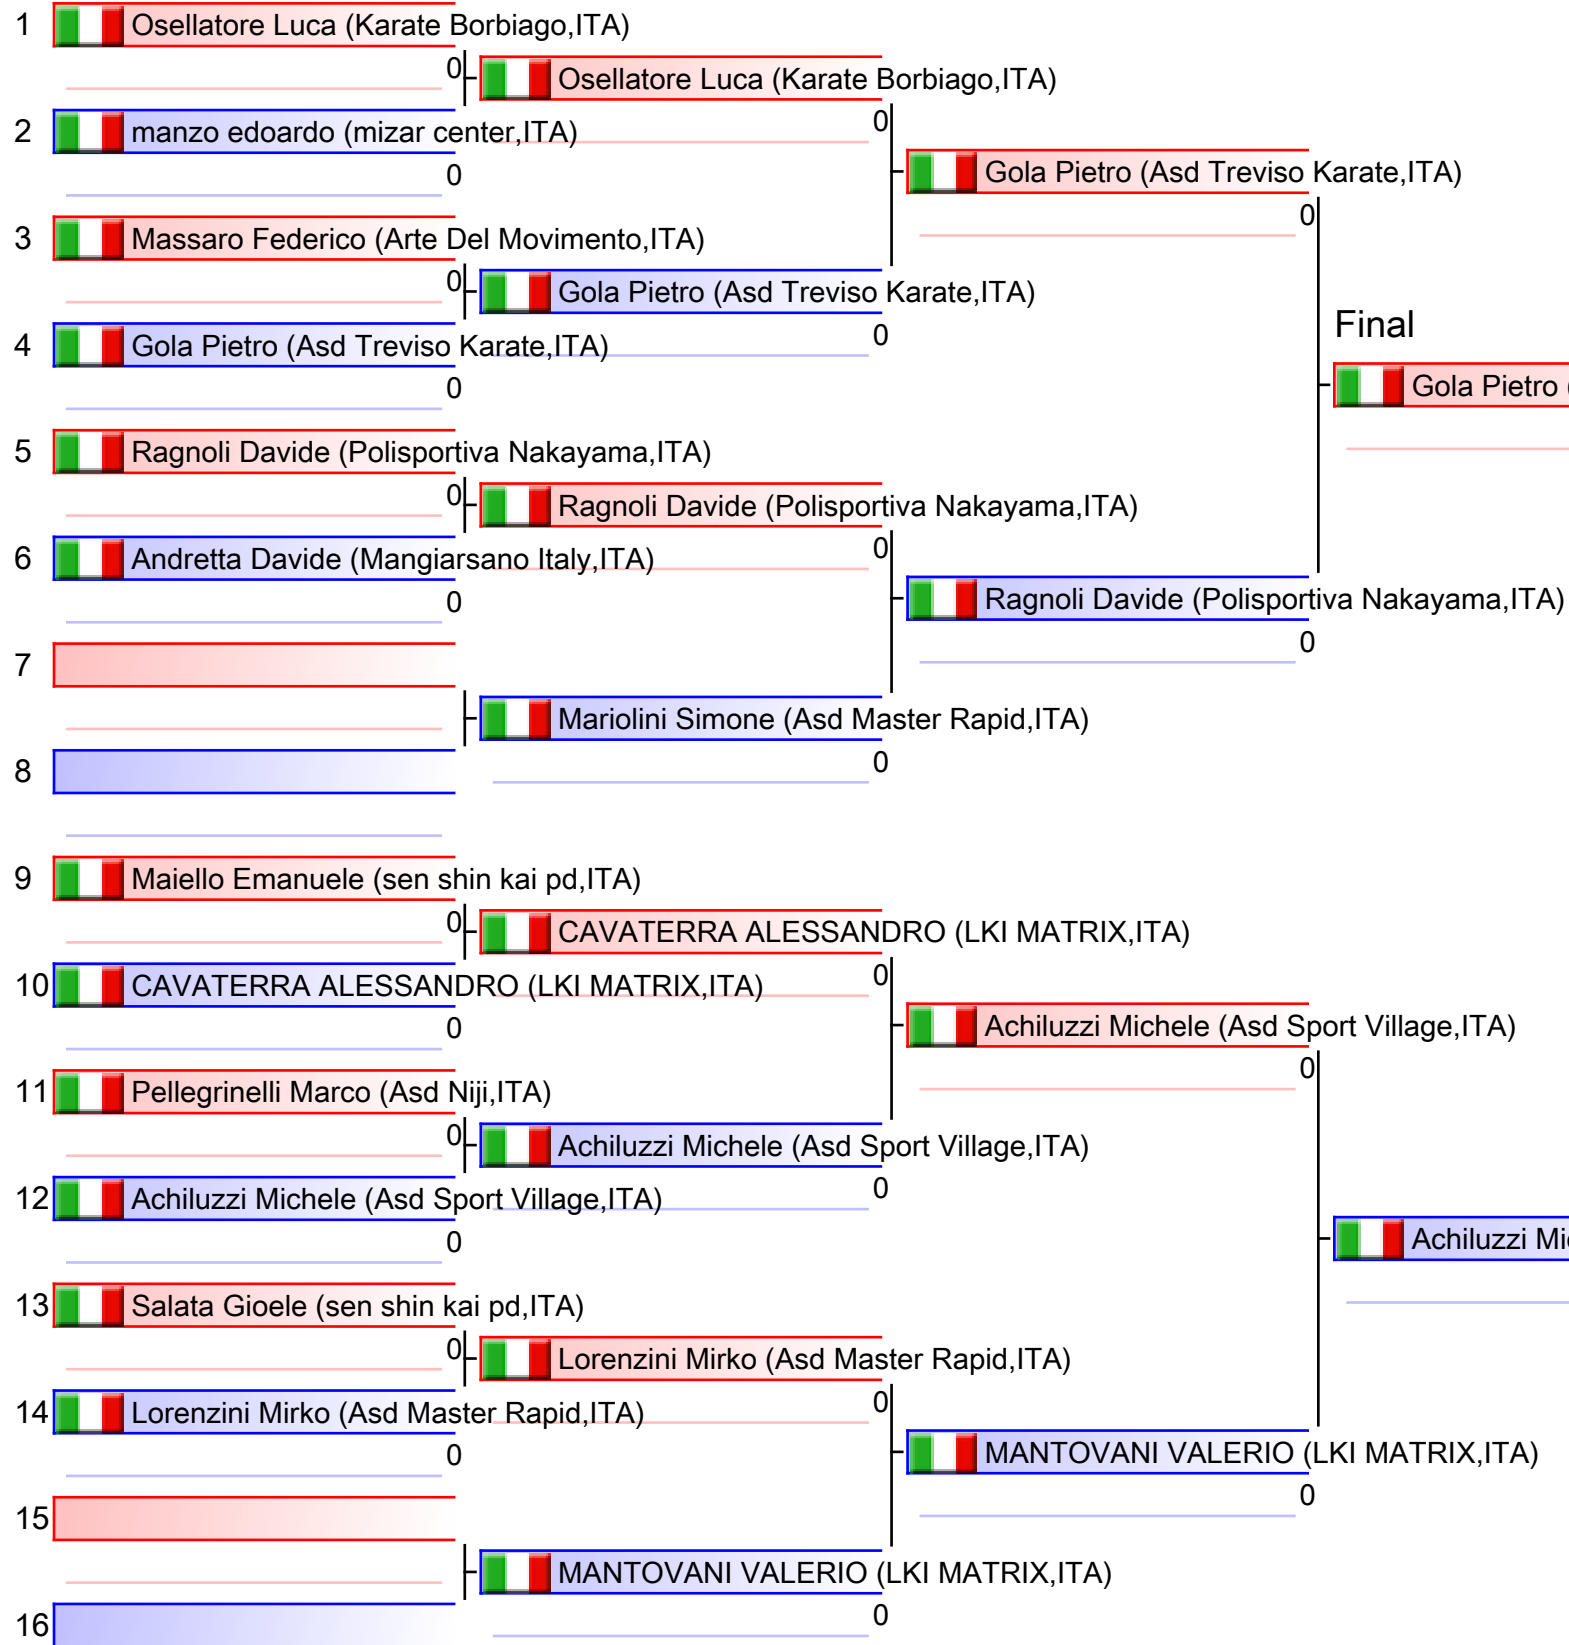 1 Osellatore Luca (Karate Borbiago,ITA)
0
Osellatore Luca (Karate Borbiago,ITA)
0
2 manzo edoardo (mizar center,ITA)
0
Gola Pietro (Asd Treviso Karate,ITA)
0
3 Massaro Federico (Arte Del Movimento,ITA)
0
Gola Pietro (Asd Treviso Karate,ITA)
0
4 Gola Pietro (Asd Treviso Karate,ITA)
0
Final
Gola Pietro (
5 Ragnoli Davide (Polisportiva Nakayama,ITA)
0
Ragnoli Davide (Polisportiva Nakayama,ITA)
0
6 Andretta Davide (Mangiarsano Italy,ITA)
0
Ragnoli Davide (Polisportiva Nakayama,ITA)
0
7
Mariolini Simone (Asd Master Rapid,ITA)
0
8
9 Maiello Emanuele (sen shin kai pd,ITA)
0
CAVATERRA ALESSANDRO (LKI MATRIX,ITA)
0
10 CAVATERRA ALESSANDRO (LKI MATRIX,ITA)
0
Achiluzzi Michele (Asd Sport Village,ITA)
0
11 Pellegrinelli Marco (Asd Niji,ITA)
0
Achiluzzi Michele (Asd Sport Village,ITA)
0
12 Achiluzzi Michele (Asd Sport Village,ITA)
0
Achiluzzi Mi
13 Salata Gioele (sen shin kai pd,ITA)
0
Lorenzini Mirko (Asd Master Rapid,ITA)
0
14 Lorenzini Mirko (Asd Master Rapid,ITA)
0
MANTOVANI VALERIO (LKI MATRIX,ITA)
0
15
MANTOVANI VALERIO (LKI MATRIX,ITA)
0
16